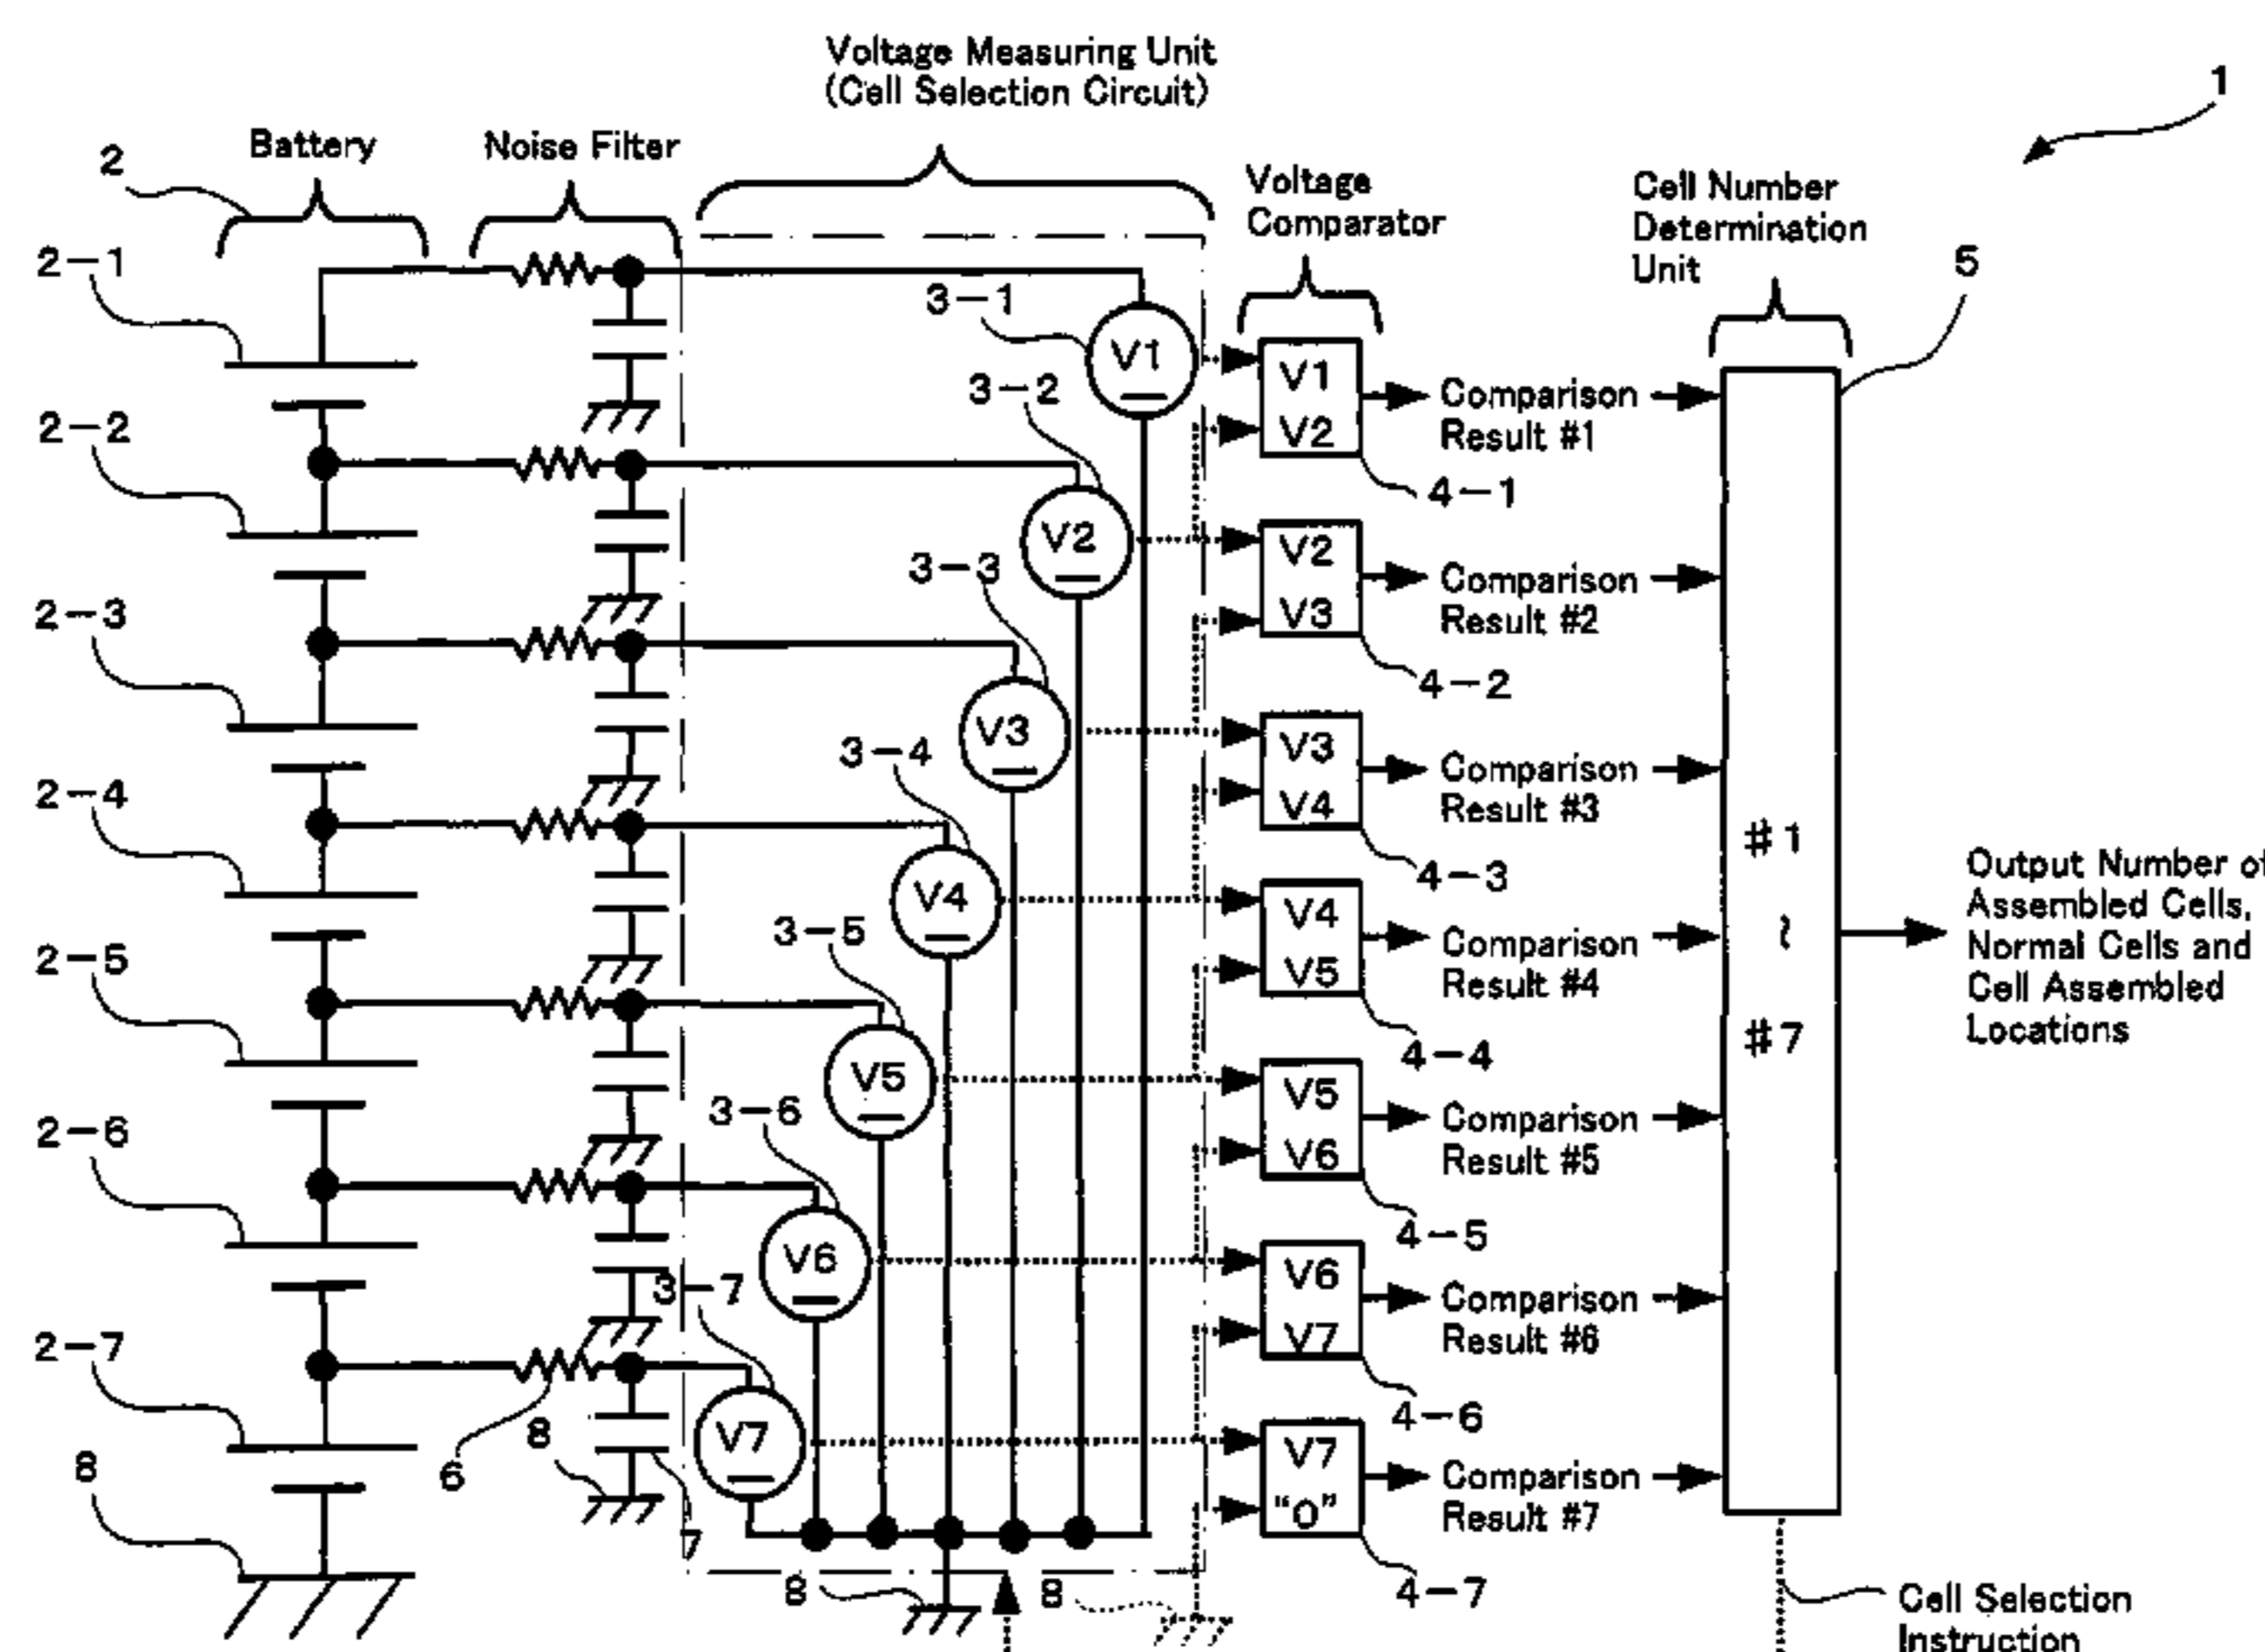 Voltage Measuring Unit
(Cell Selection Circuit)
1
2
Battery
Noise Filter
Voltage
Comparator
Cell Number
Determination
Unit
5
2-1
2-2
2-3
2-4
2-5
2-6
2-7
8
6
8
7
3-1
V1
3-2
V2
3-3
V3
3-4
V4
3-5
V5
3-6
V6
3-7
V7
8
8
V1
V2
4-1
Comparison
Result #1
V2
V3
4-2
Comparison
Result #2
V3
V4
4-3
Comparison
Result #3
V4
V5
4-4
Comparison
Result #4
V5
V6
4-5
Comparison
Result #5
V6
V7
4-6
Comparison
Result #6
V7
"0"
4-7
Comparison
Result #7
#1
~
#7
Output Number of
Assembled Cells,
Normal Cells and
Cell Assembled
Locations
Cell Selection
Instruction